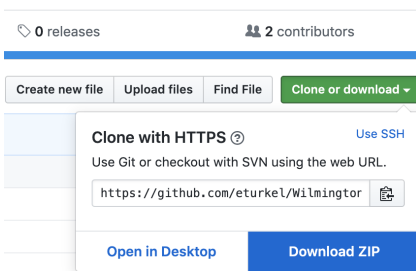 0 releases
2 contributors
Create new file Upload files Find File Clone or download
Clone with HTTPS ?
Use SSH
Use Git or checkout with SVN using the web URL.
https://github.com/eturkel/Wilmingtor
Open in Desktop Download ZIP